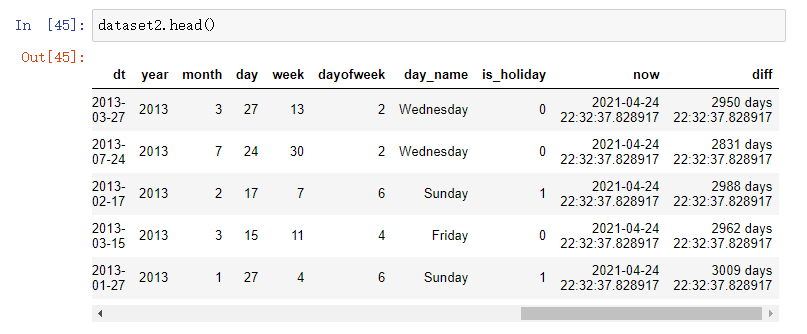 In [45]: dataset2.head()
Out[45]:
dt year month day week dayofweek day_name is_holiday now diff
2013-03-27 2013 3 27 13 2 Wednesday 0 2021-04-24 22:32:37.828917 2950 days 22:32:37.828917
2013-07-24 2013 7 24 30 2 Wednesday 0 2021-04-24 22:32:37.828917 2831 days 22:32:37.828917
2013-02-17 2013 2 17 7 6 Sunday 1 2021-04-24 22:32:37.828917 2988 days 22:32:37.828917
2013-03-15 2013 3 15 11 4 Friday 0 2021-04-24 22:32:37.828917 2962 days 22:32:37.828917
2013-01-27 2013 1 27 4 6 Sunday 1 2021-04-24 22:32:37.828917 3009 days 22:32:37.828917